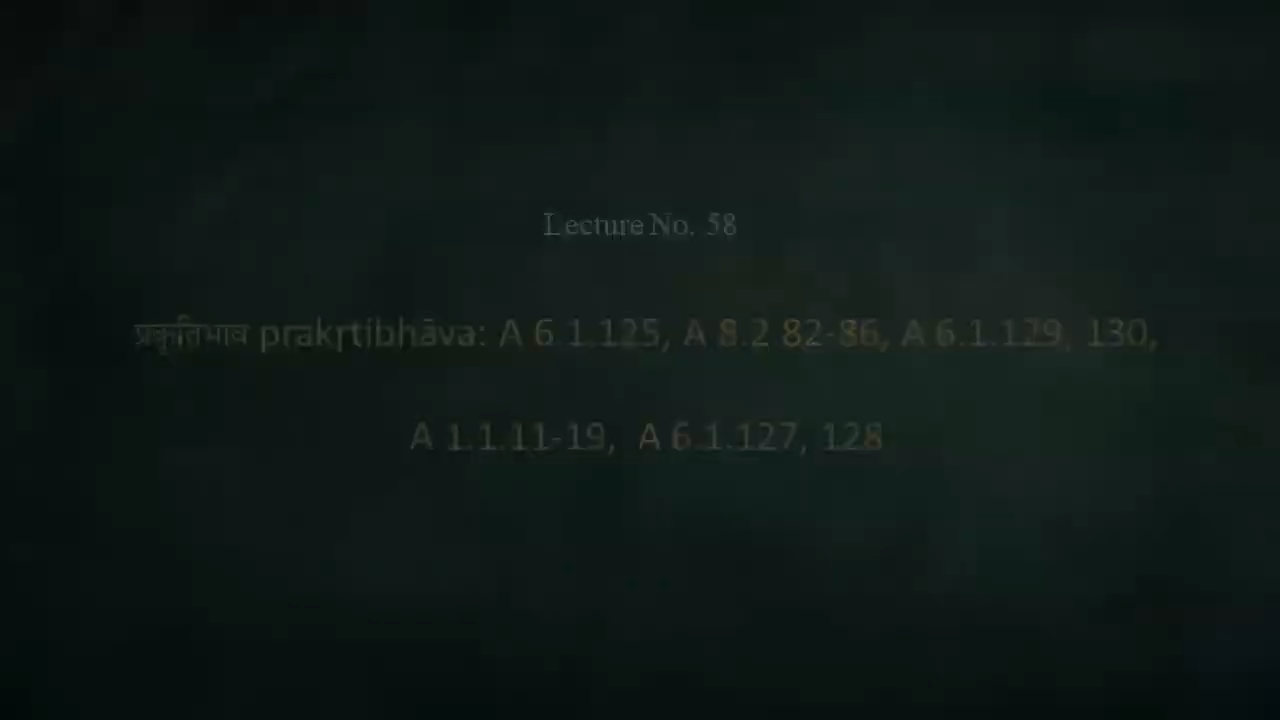 Lecture No. 58
प्रकृतिभाव prakṛtibhāva: A 6.1.125, A 8.2 82-86, A 6.1.129, 130,
A 1.1.11-19, A 6.1.127, 128